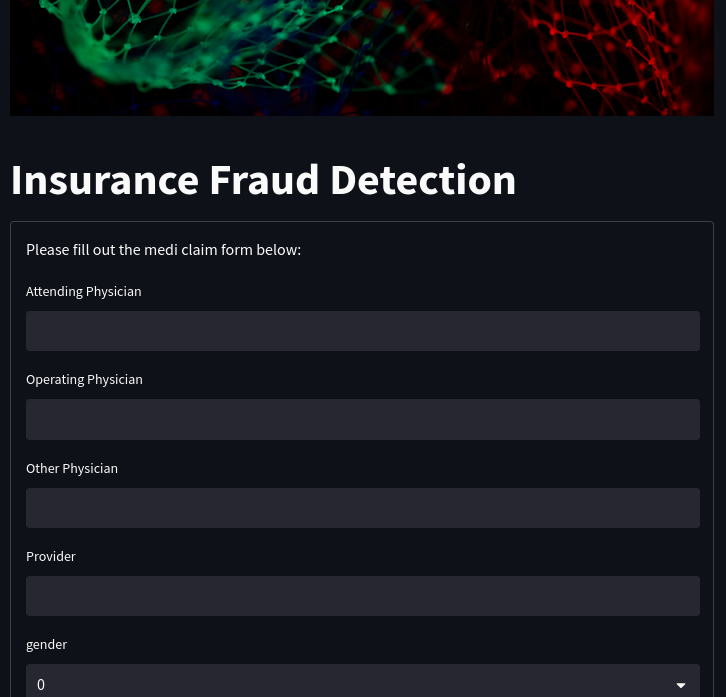 Insurance Fraud Detection
Please fill out the medi claim form below:
Attending Physician
Operating Physician
Other Physician
Provider
gender
0